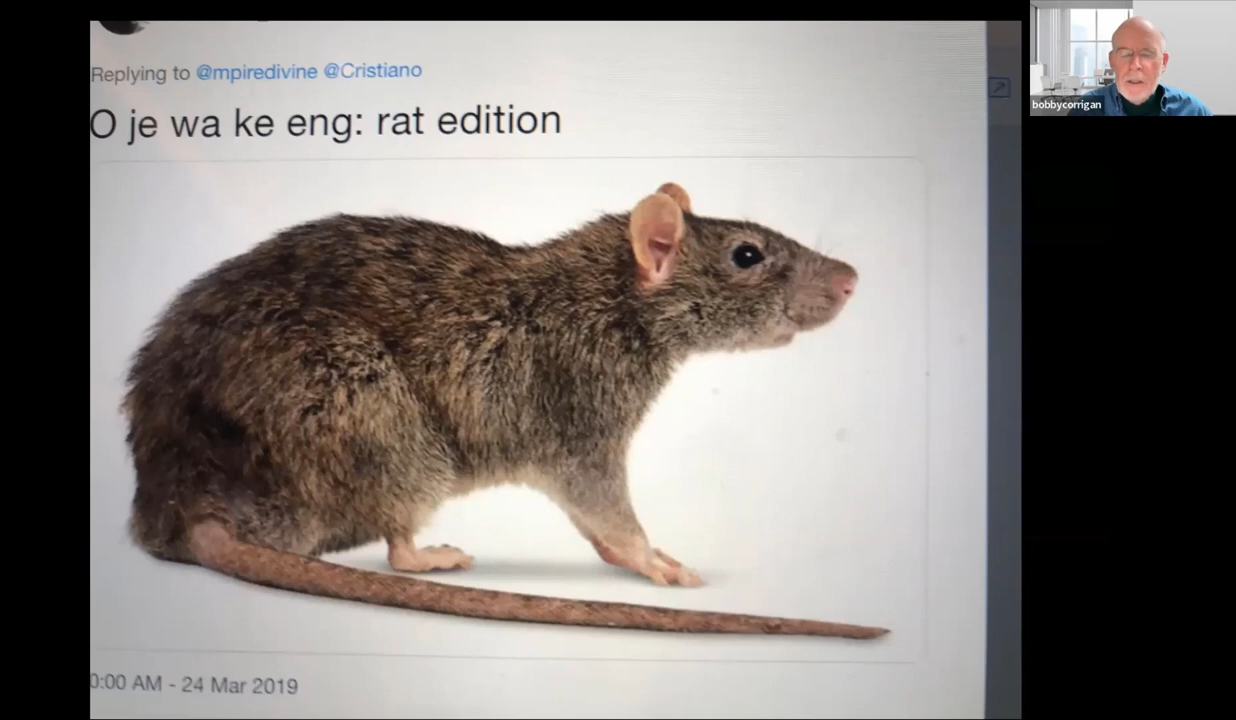 Replying to @mpiredivine @Cristiano
O je wa ke eng: rat edition
0:00 AM - 24 Mar 2019
bobbycorrigan